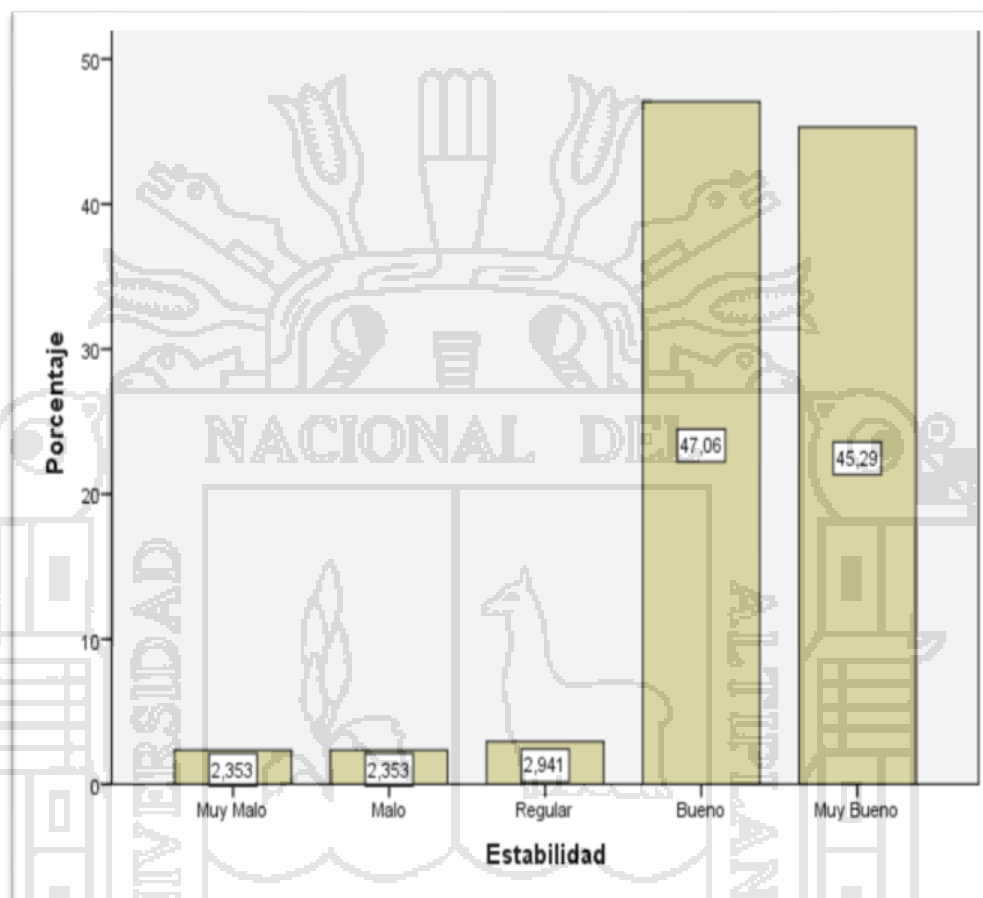 50
40
30
20
10
0
Porcentaje
NACIONAL DEL
UNIVERSIDAD
ALTIPLANO
47,06
45,29
2,353
2,353
2,941
Muy Malo
Malo
Regular
Bueno
Muy Bueno
Estabilidad